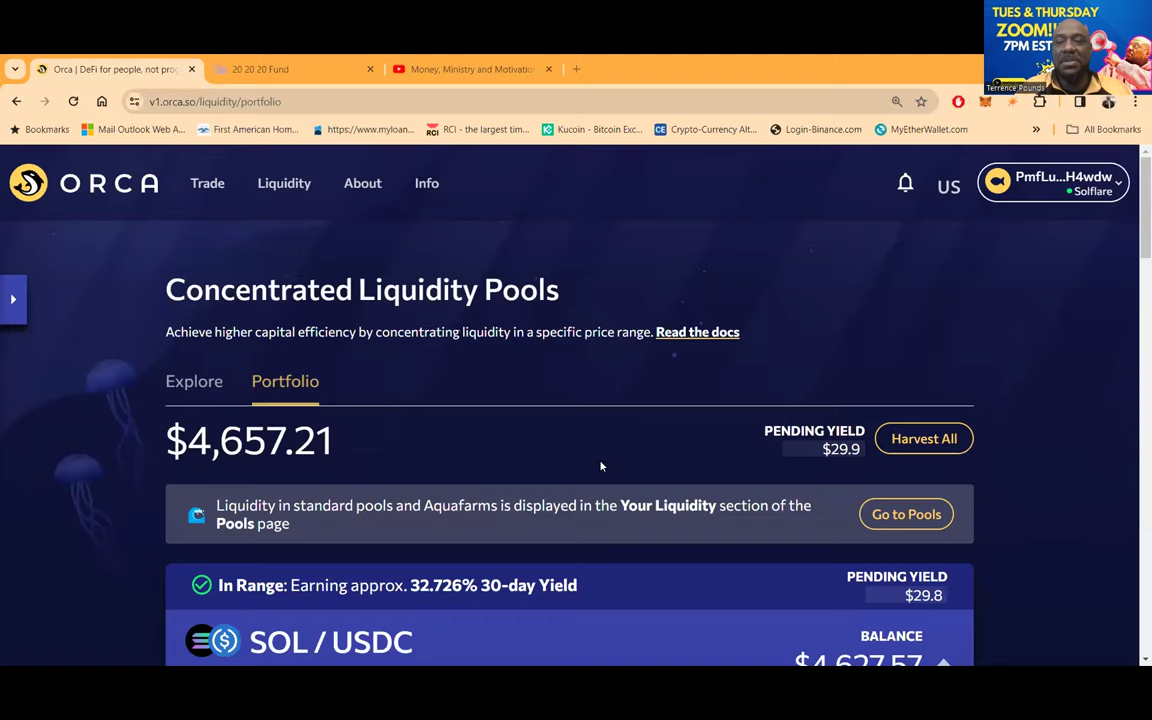 TUES & THURSDAY
ZOOM!!
7PM EST
Terrence Pounds
Orca | DeFi for people, not pro
20 20 20 Fund
Money, Ministry and Motivatio
v1.orca.so/liquidity/portfolio
Bookmarks
Mail Outlook Web A...
First American Hom...
https://www.myloan...
RCI - the largest tim...
Kucoin - Bitcoin Exc...
Crypto-Currency Alt...
Login-Binance.com
MyEtherWallet.com
All Bookmarks
ORCA
Trade
Liquidity
About
Info
US
PmfLu...H4wdw
Solflare
Concentrated Liquidity Pools
Achieve higher capital efficiency by concentrating liquidity in a specific price range. Read the docs
Explore
Portfolio
$4,657.21
PENDING YIELD
$29.9
Harvest All
Liquidity in standard pools and Aquafarms is displayed in the Your Liquidity section of the
Pools page
Go to Pools
In Range: Earning approx. 32.726% 30-day Yield
PENDING YIELD
$29.8
SOL / USDC
BALANCE
$4,627.57